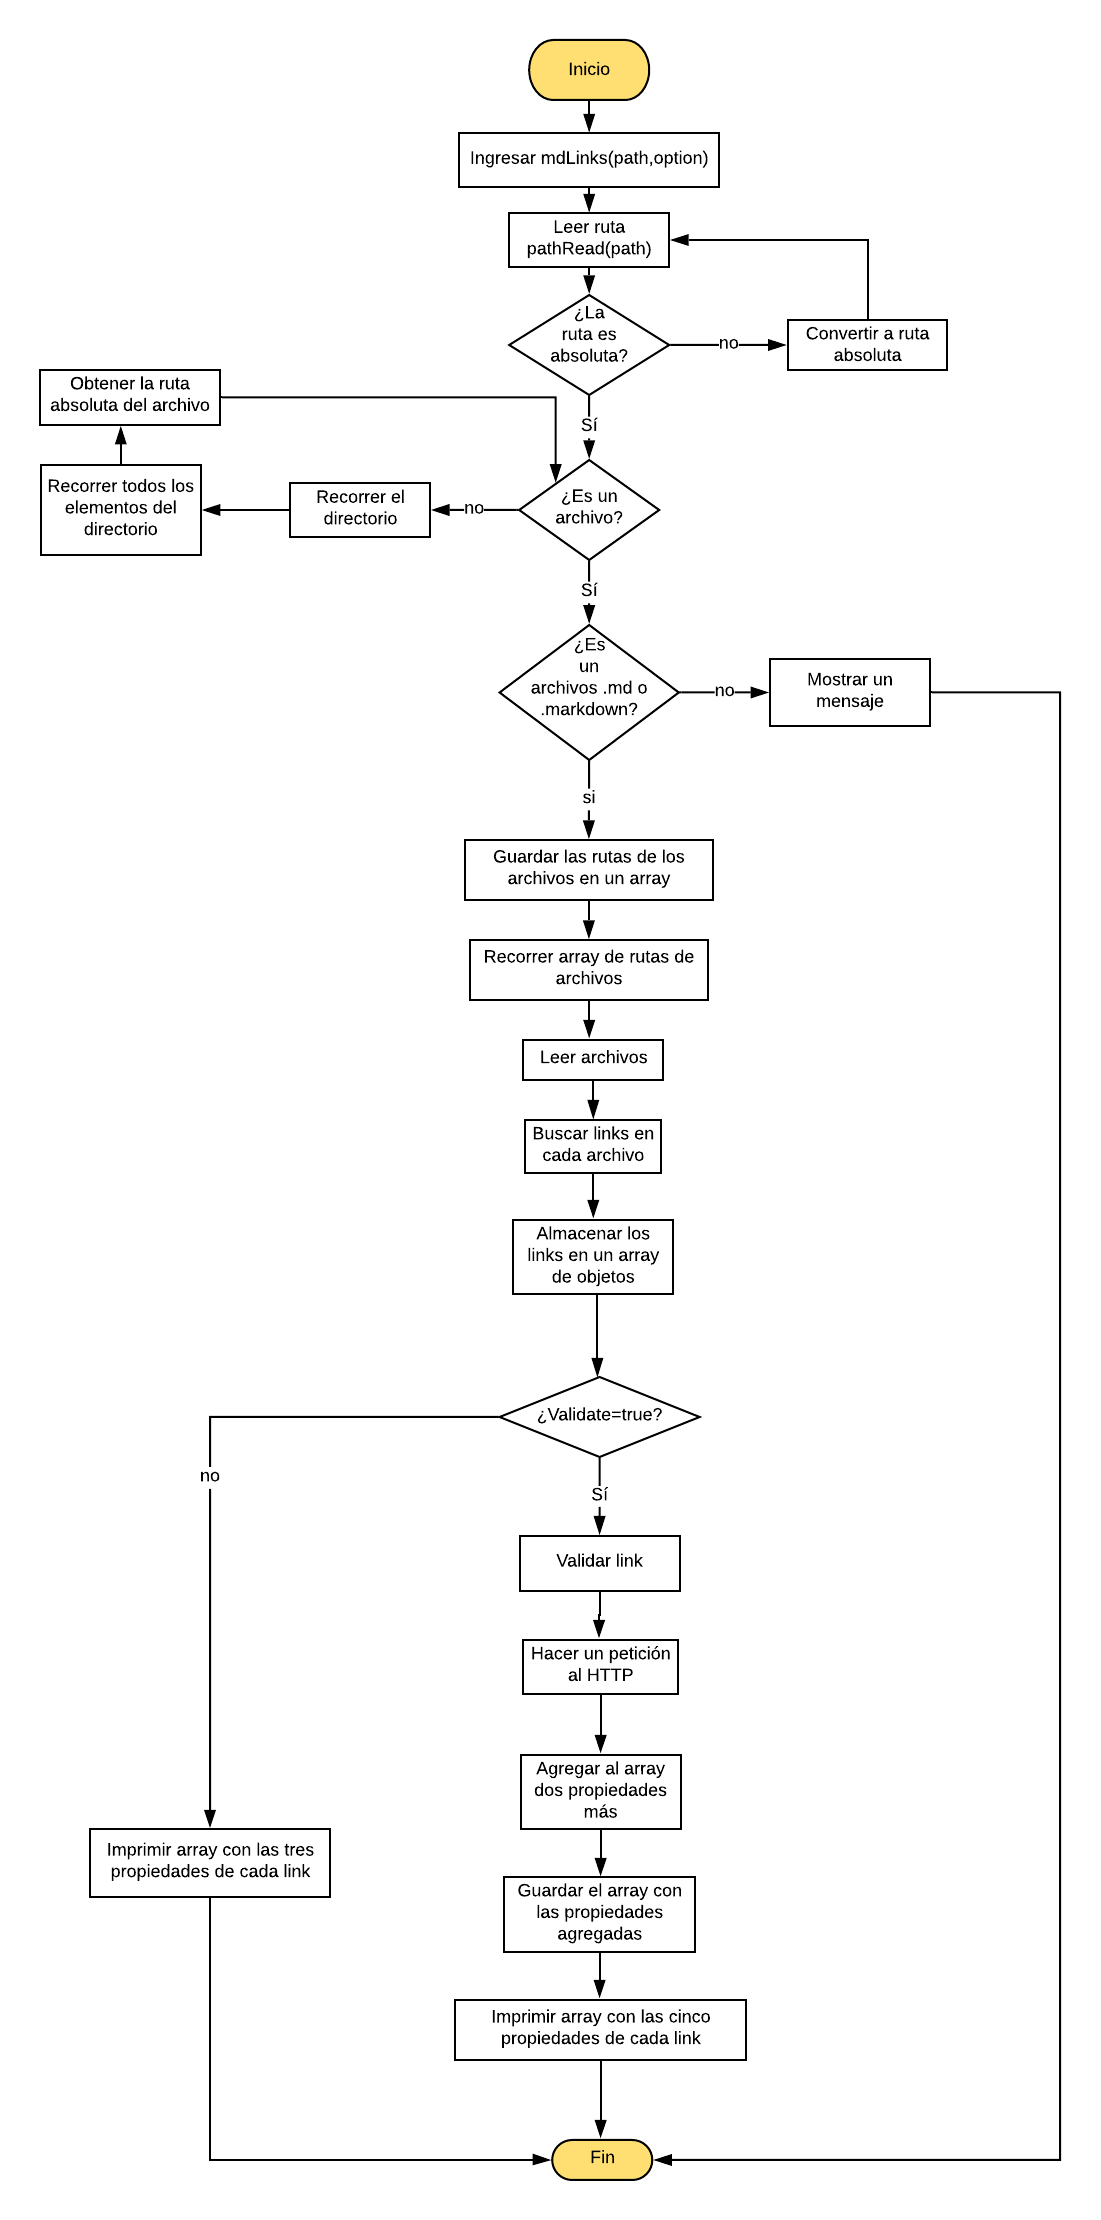 Inicio
Ingresar mdLinks(path,option)
Leer ruta
pathRead(path)
¿La
ruta es
absoluta?
no
Convertir a ruta
absoluta
Sí
Obtener la ruta
absoluta del archivo
Recorrer todos los
elementos del
directorio
Recorrer el
directorio
no
¿Es un
archivo?
Sí
¿Es
un
archivos .md o
.markdown?
no
Mostrar un
mensaje
si
Guardar las rutas de los
archivos en un array
Recorrer array de rutas de
archivos
Leer archivos
Buscar links en
cada archivo
Almacenar los
links en un array
de objetos
¿Validate=true?
no
Sí
Validar link
Hacer un petición
al HTTP
Agregar al array
dos propiedades
más
Imprimir array con las tres
propiedades de cada link
Guardar el array con
las propiedades
agregadas
Imprimir array con las cinco
propiedades de cada link
Fin